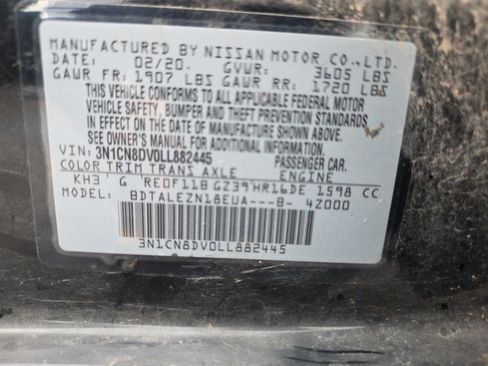 MANUFACTURED BY NISSAN MOTOR CO.,LTD.
DATE: 02/20. GVWR: 3605 LBS
GAWR FR: 1907 LBS GAWR RR: 1720 LBS
THIS VEHICLE CONFORMS TO ALL APPLICABLE FEDERAL MOTOR
VEHICLE SAFETY, BUMPER, AND THEFT PREVENTION STANDARDS
IN EFFECT ON THE DATE OF MANUFACTURE SHOWN ABOVE.
SEE OWNER'S MANUAL FOR ADDITIONAL INFORMATION.
VIN: 3N1CN8DV0LL882445 PASSENGER CAR.
COLOR TRIM TRANS AXLE ENGINE
KH3 G RE0F11B GZ39 HR16DE 1598 CC
MODEL: BDTALEZN18EUA---B- 4Z000
3N1CN8DV0LL882445